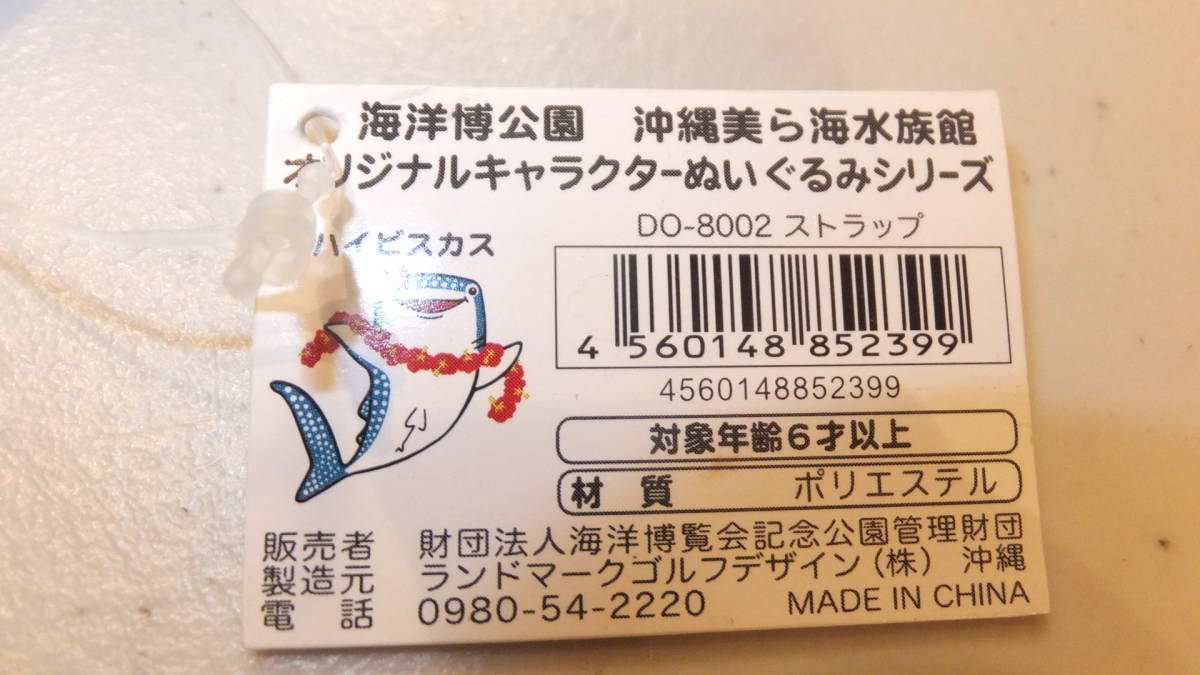 海洋博公園 沖縄美ら海水族館
オリジナルキャラクターぬいぐるみシリーズ
DO-8002 ストラップ
ハイビスカス
4 560148 852399
4560148852399
対象年齢6才以上
材 質 ポリエステル
販売者 財団法人海洋博覧会記念公園管理財団
製造元 ランドマークゴルフデザイン(株) 沖縄
電 話 0980-54-2220 MADE IN CHINA